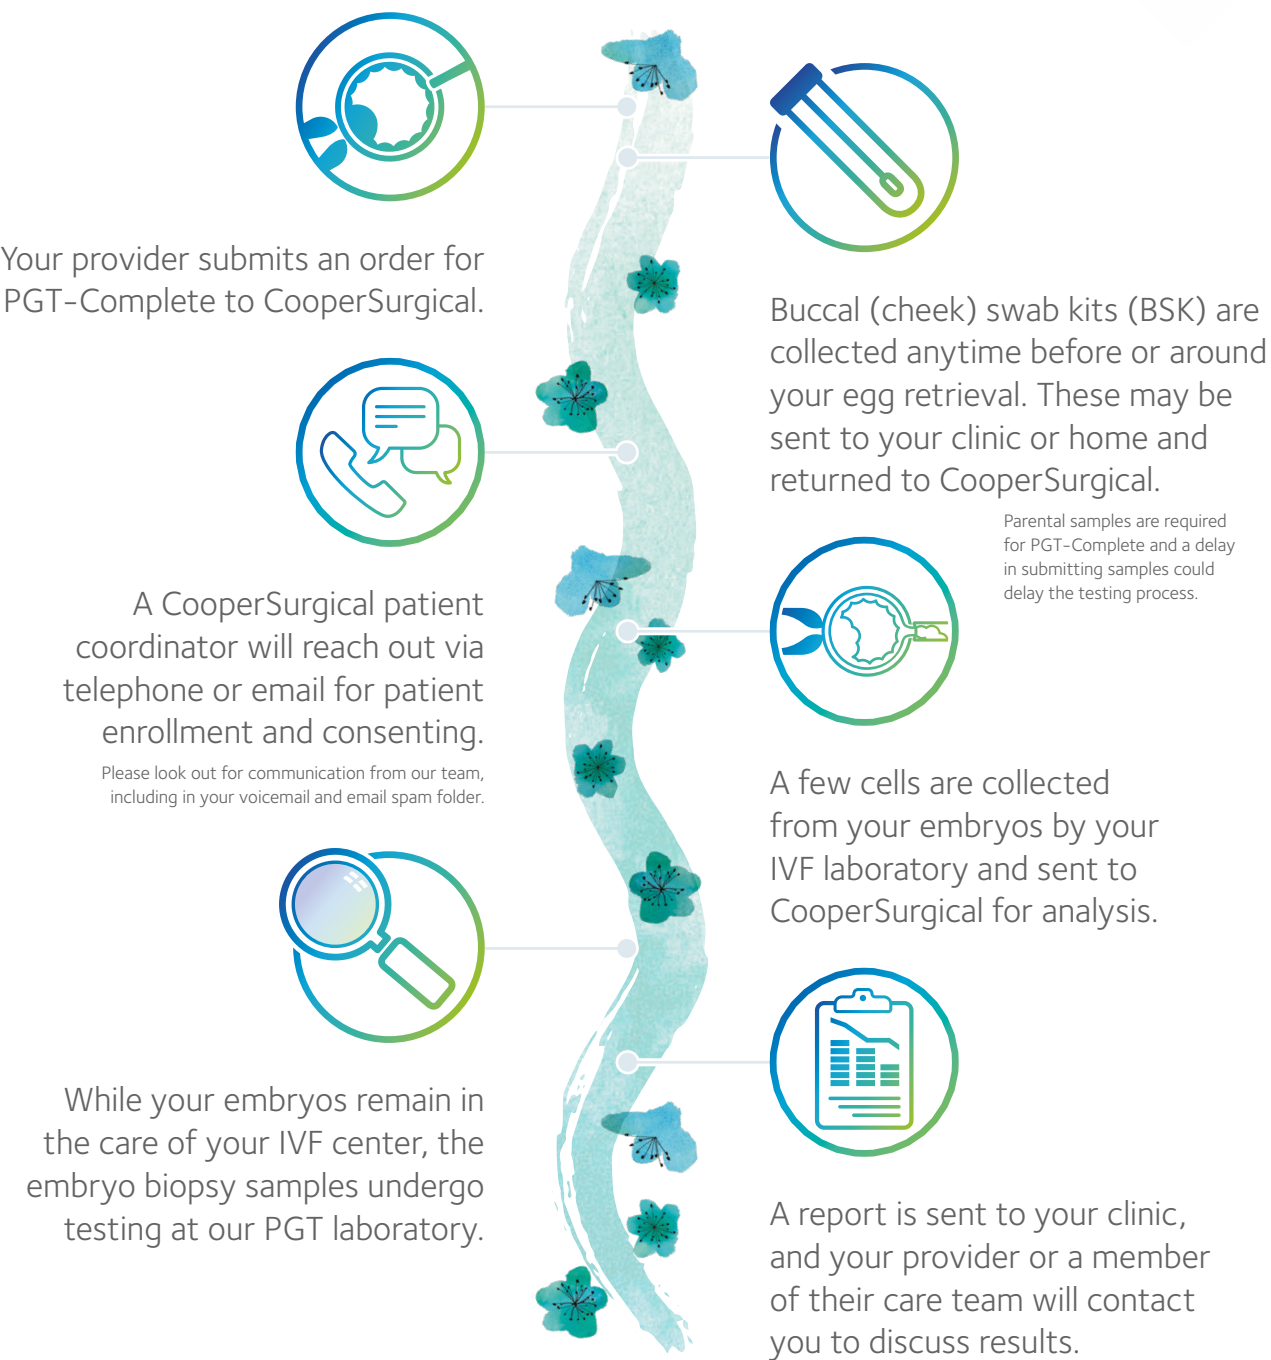 Your provider submits an order for
PGT-Complete to CooperSurgical.
Buccal (cheek) swab kits (BSK) are
collected anytime before or around
your egg retrieval. These may be
sent to your clinic or home and
returned to CooperSurgical.
Parental samples are required
for PGT-Complete and a delay
in submitting samples could
delay the testing process.
A CooperSurgical patient
coordinator will reach out via
telephone or email for patient
enrollment and consenting.
Please look out for communication from our team,
including in your voicemail and email spam folder.
A few cells are collected
from your embryos by your
IVF laboratory and sent to
CooperSurgical for analysis.
While your embryos remain in
the care of your IVF center, the
embryo biopsy samples undergo
testing at our PGT laboratory.
A report is sent to your clinic,
and your provider or a member
of their care team will contact
you to discuss results.